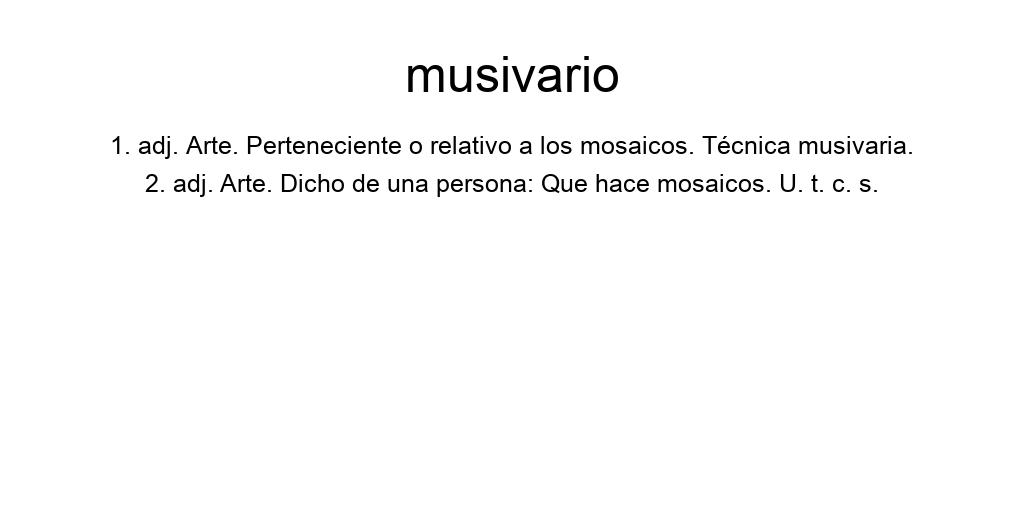 musivario
1. adj. Arte. Perteneciente o relativo a los mosaicos. Técnica musivaria.
2. adj. Arte. Dicho de una persona: Que hace mosaicos. U. t. c. s.